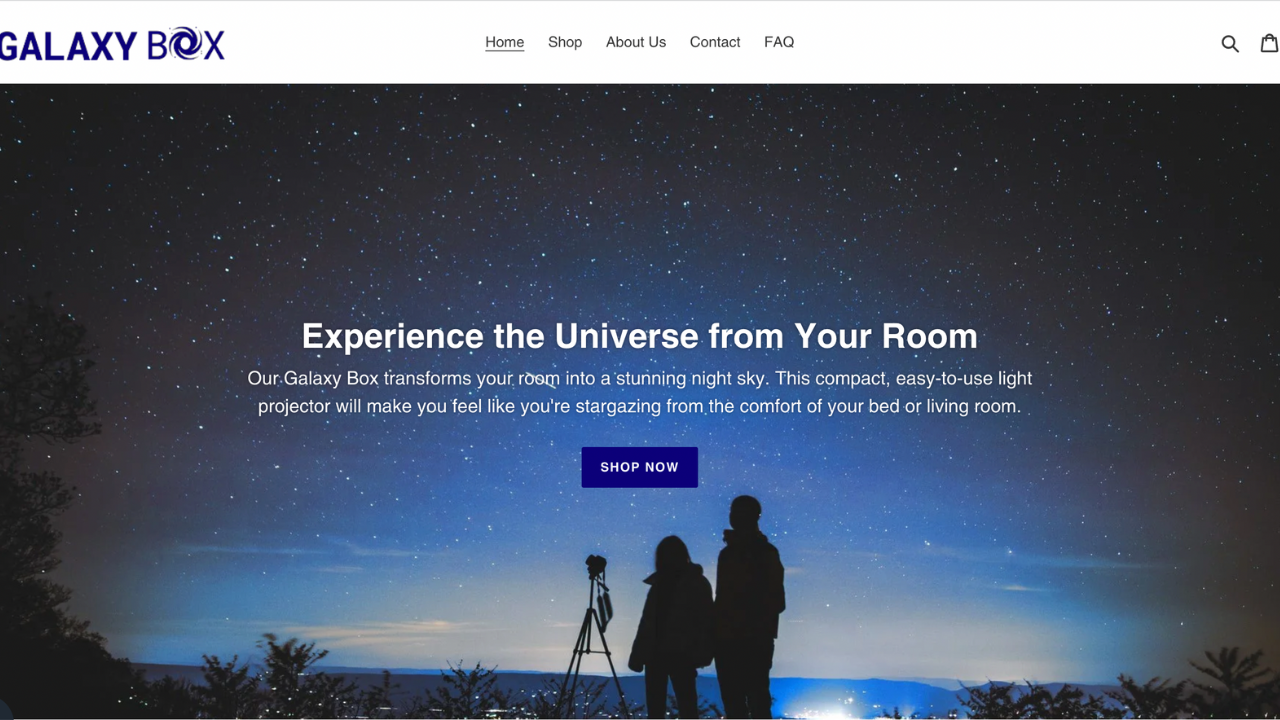 GALAXY BOX
Home Shop About Us Contact FAQ
Experience the Universe from Your Room
Our Galaxy Box transforms your room into a stunning night sky. This compact, easy-to-use light
projector will make you feel like you're stargazing from the comfort of your bed or living room.
SHOP NOW